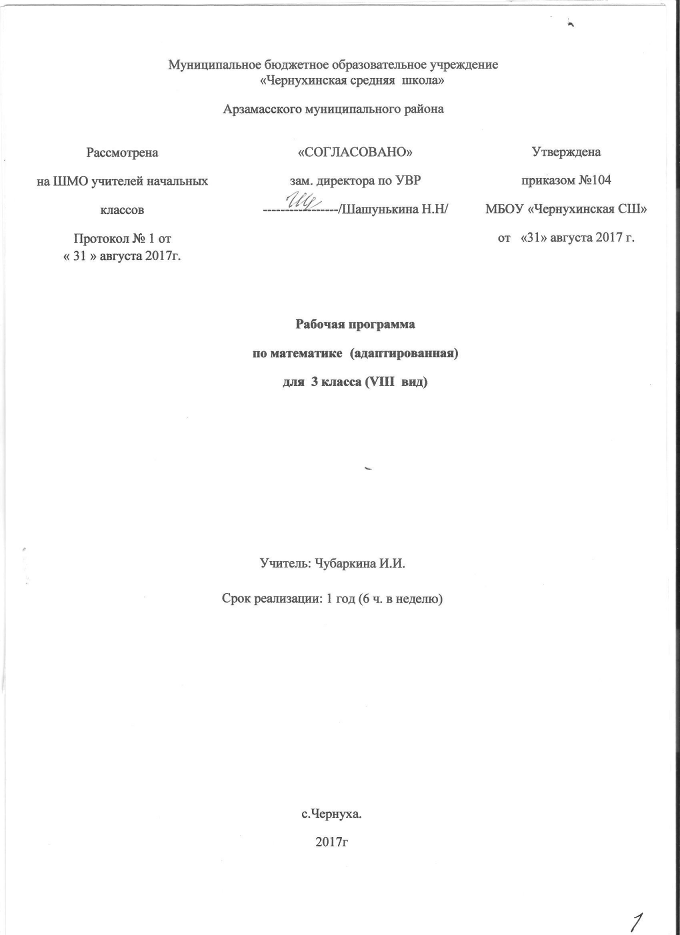 Муниципальное бюджетное образовательное учреждение
«Чернухинская средняя  школа»
Арзамасского муниципального района
Рассмотрена
на ШМО учителей начальных
классов
Протокол № 1 от
« 31 » августа 2017г.
«СОГЛАСОВАНО»
зам. директора по УВР
-----------------/Шашунькина Н.Н/
Утверждена
приказом №104
МБОУ «Чернухинская СШ»
от   «31» августа 2017 г.
Рабочая программа
по математике  (адаптированная)
для  3 класса (VIII  вид)
Учитель: Чубаркина И.И.
Срок реализации: 1 год (6 ч. в неделю)
с.Чернуха.
2017г
1